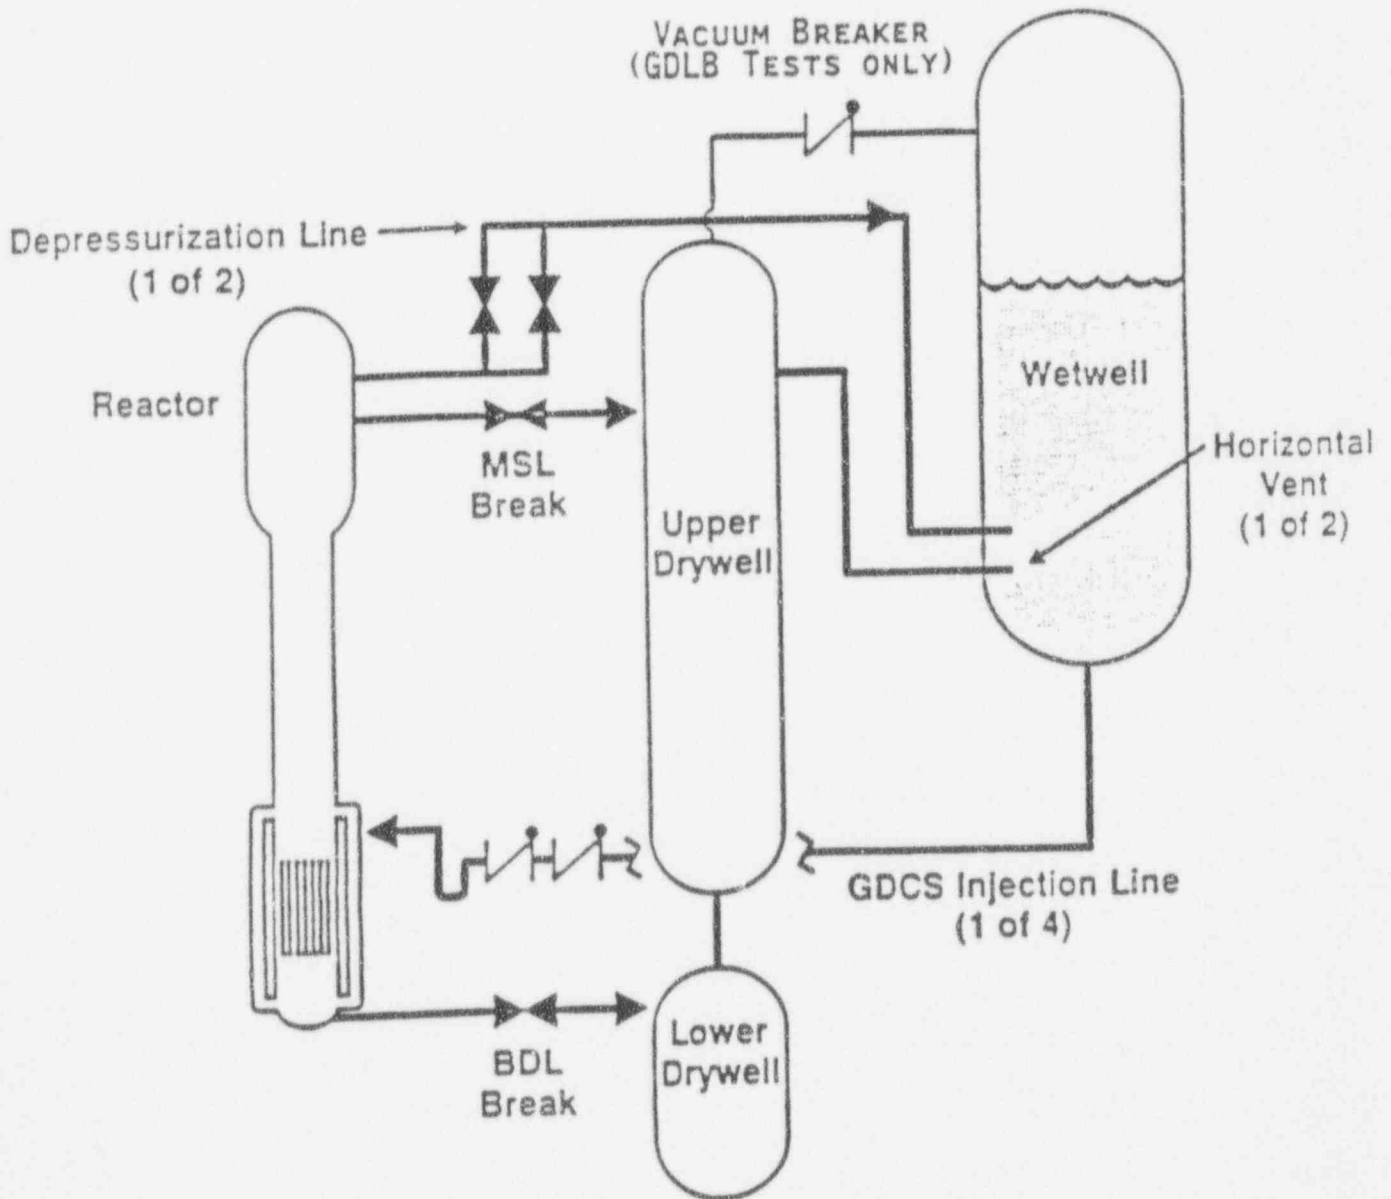 VACUUM BREAKER
(GDLB TESTS ONLY)
Depressurization Line
(1 of 2)
Reactor
MSL
Break
Upper
Drywell
Wetwell
Horizontal
Vent
(1 of 2)
GDCS Injection Line
(1 of 4)
BDL
Break
Lower
Drywell